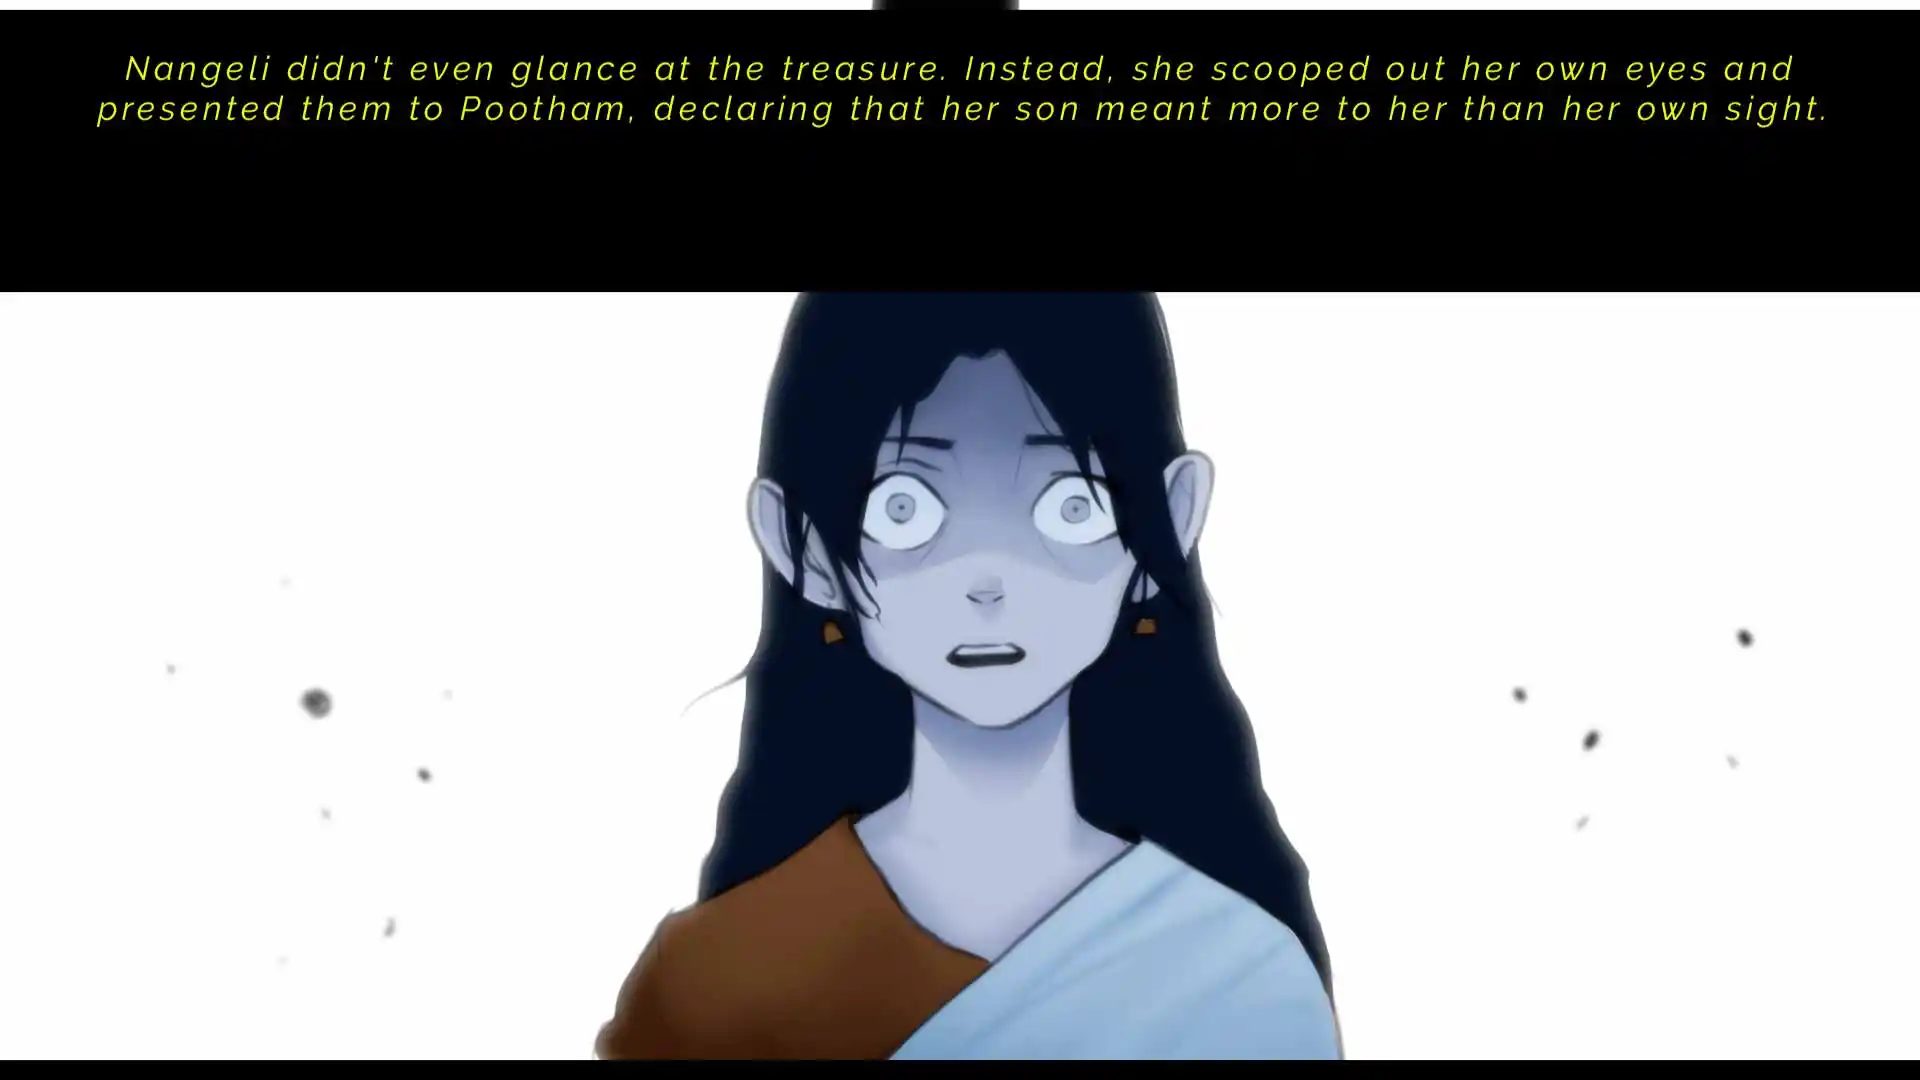 Nangeli didn't even glance at the treasure. Instead, she scooped out her own eyes and
presented them to Pootham, declaring that her son meant more to her than her own sight.